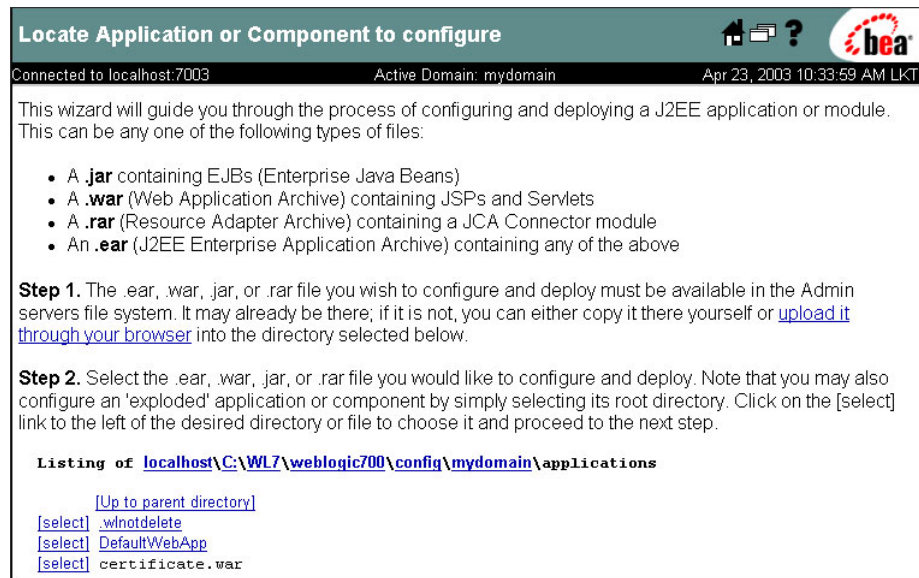 Locate Application or Component to configure
?
bea
Connected to localhost:7003 Active Domain: mydomain Apr 23, 2003 10:33:59 AM LKT
This wizard will guide you through the process of configuring and deploying a J2EE application or module.
This can be any one of the following types of files:
• A .jar containing EJBs (Enterprise Java Beans)
• A .war (Web Application Archive) containing JSPs and Servlets
• A .rar (Resource Adapter Archive) containing a JCA Connector module
• An .ear (J2EE Enterprise Application Archive) containing any of the above
Step 1. The .ear, .war, .jar, or .rar file you wish to configure and deploy must be available in the Admin
servers file system. It may already be there; if it is not, you can either copy it there yourself or upload it
through your browser into the directory selected below.
Step 2. Select the .ear, .war, .jar, or .rar file you would like to configure and deploy. Note that you may also
configure an 'exploded' application or component by simply selecting its root directory. Click on the [select]
link to the left of the desired directory or file to choose it and proceed to the next step.
Listing of localhost\C:\WL7\weblogic700\config\mydomain\applications
[Up to parent directory]
[select] .wlnotdelete
[select] DefaultWebApp
[select] certificate.war